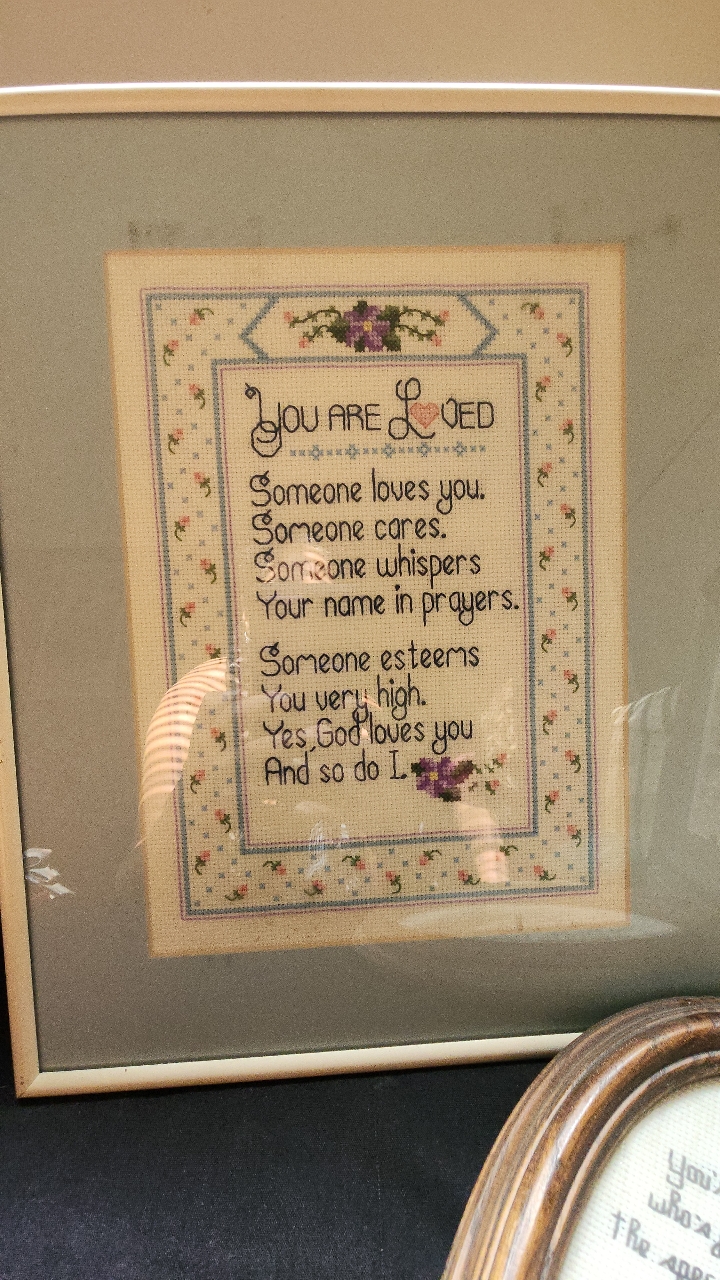 YOU ARE LOVED
Someone loves you.
Someone cares.
Someone whispers
Your name in prayers.
Someone esteems
You very high.
Yes, God loves you
And so do I.
the